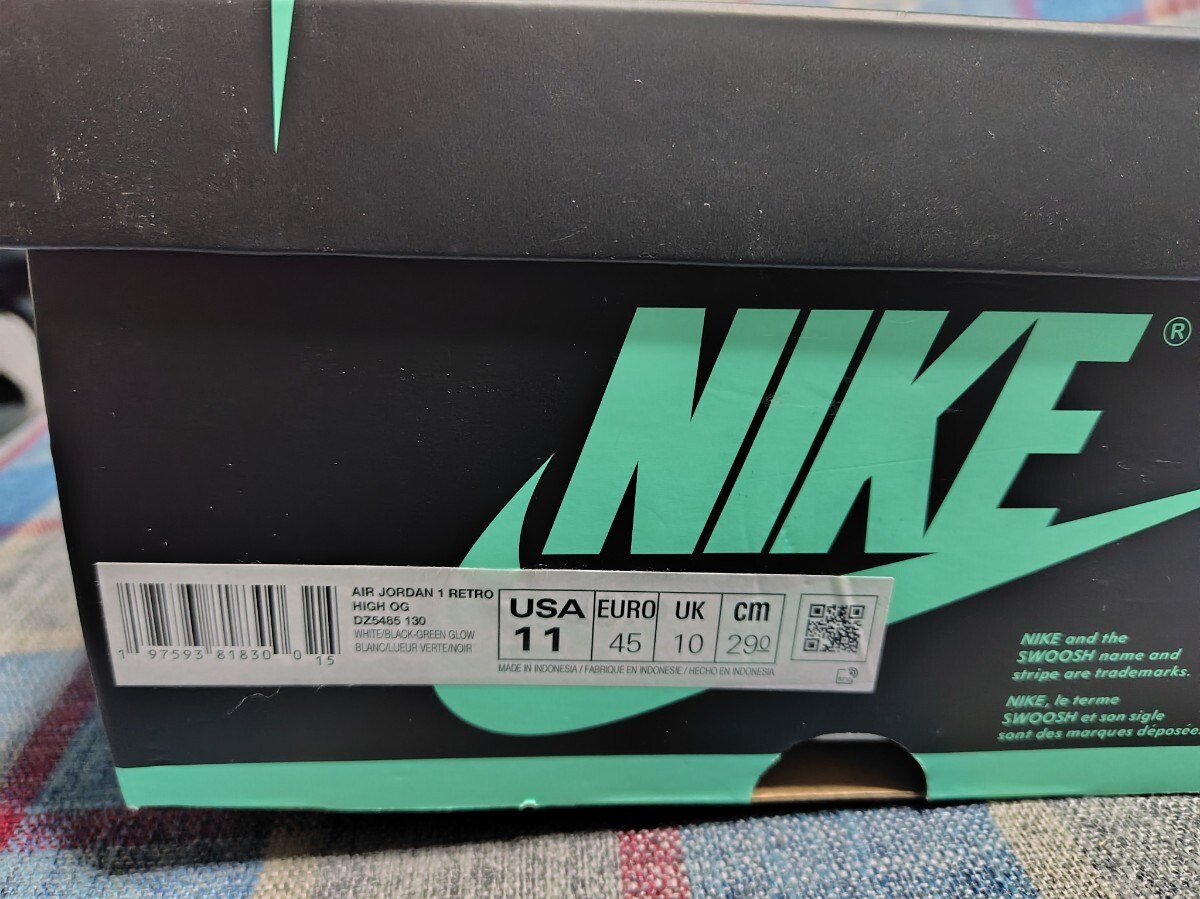 NIKE ®
AIR JORDAN 1 RETRO
HIGH OG
DZ5485 130
WHITE/BLACK-GREEN GLOW
BLANC/LUEUR VERTE/NOIR
1 97593 81830 0 15
USA
11
EURO
45
UK
10
cm
290
MADE IN INDONESIA / FABRIQUE EN INDONESIE / HECHO EN INDONESIA
NIKE and the
SWOOSH name and
stripe are trademarks.
NIKE, le terme
SWOOSH et son sigle
sont des marques déposées